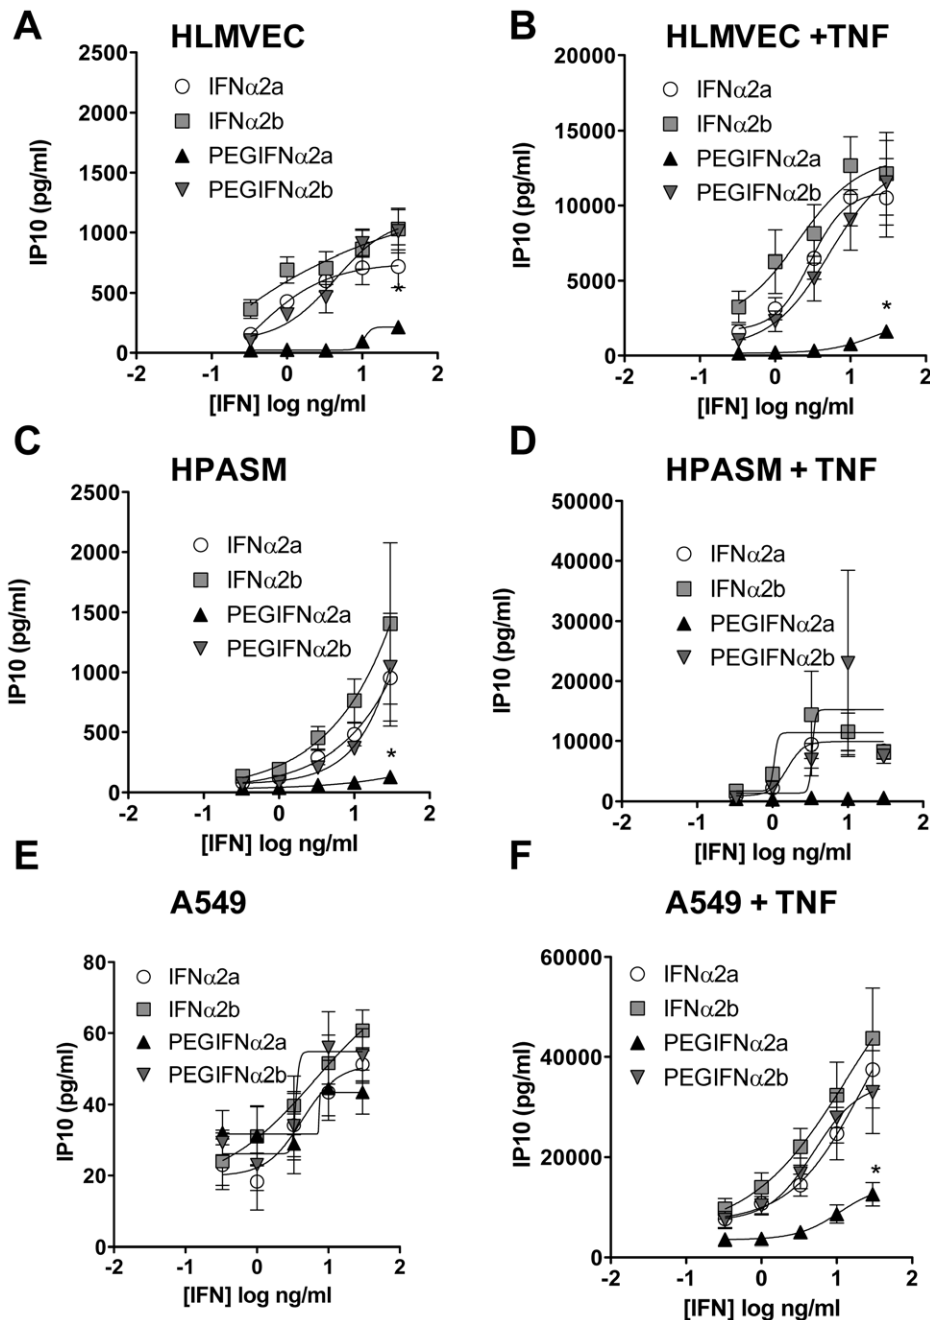 A
HLMVEC
IP10 (pg/ml)
2500
2000
1500
1000
500
0
IFNα2a
IFNα2b
PEGIFNα2a
PEGIFNα2b
*
-2 -1 0 1 2
[IFN] log ng/ml
B
HLMVEC +TNF
IP10 (pg/ml)
20000
15000
10000
5000
0
IFNα2a
IFNα2b
PEGIFNα2a
PEGIFNα2b
*
-2 -1 0 1 2
[IFN] log ng/ml
C
HPASM
IP10 (pg/ml)
2500
2000
1500
1000
500
0
IFNα2a
IFNα2b
PEGIFNα2a
PEGIFNα2b
*
-2 -1 0 1 2
[IFN] log ng/ml
D
HPASM + TNF
IP10 (pg/ml)
50000
40000
30000
20000
10000
0
IFNα2a
IFNα2b
PEGIFNα2a
PEGIFNα2b
-2 -1 0 1 2
[IFN] log ng/ml
E
A549
IP10 (pg/ml)
80
60
40
20
0
IFNα2a
IFNα2b
PEGIFNα2a
PEGIFNα2b
-2 -1 0 1 2
[IFN] log ng/ml
F
A549 + TNF
IP10 (pg/ml)
60000
40000
20000
0
IFNα2a
IFNα2b
PEGIFNα2a
PEGIFNα2b
*
-1 0 1 2
[IFN] log ng/ml